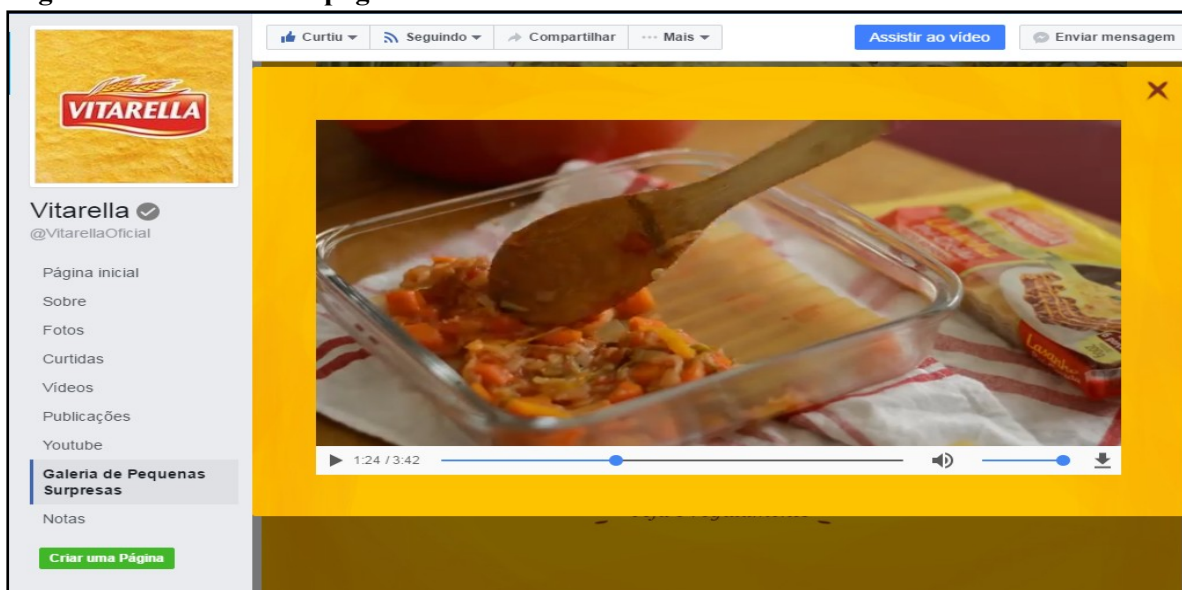 VITARELLA
Vitarella
@VitarellaOficial
Página inicial
Sobre
Fotos
Curtidas
Vídeos
Publicações
Youtube
Galeria de Pequenas
Surpresas
Notas
Criar uma Página
Curtiu
Seguindo
Compartilhar
··· Mais
Assistir ao vídeo
Enviar mensagem
Lasanha
1:24 / 3:42